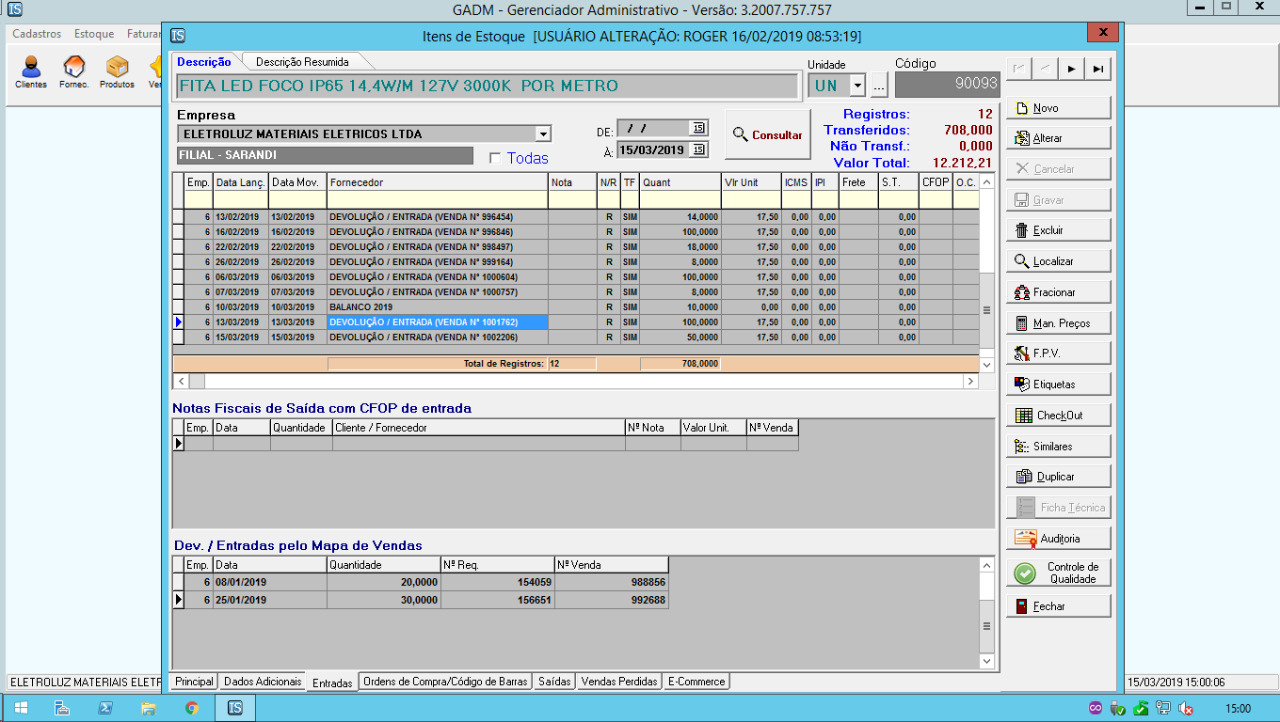 GADM - Gerenciador Administrativo - Versão: 3.2007.757.757
Cadastros Estoque Faturar
Clientes Fornec. Produtos
Itens de Estoque [USUÁRIO ALTERAÇÃO: ROGER 16/02/2019 08:53:19]
Descrição Descrição Resumida
Unidade Código
FITA LED FOCO IP65 14,4W/M 127V 3000K POR METRO
UN ... 90093
Empresa
ELETROLUZ MATERIAIS ELETRICOS LTDA
FILIAL - SARANDI
Todas
DE: / /
À: 15/03/2019
Consultar
Registros: 12
Transferidos: 708,000
Não Transf.: 0,000
Valor Total: 12.212,21
Emp. Data Lanç. Data Mov. Fornecedor Nota N/R TF Quant Vlr Unit ICMS IPI Frete S.T. CFOP O.C.
6 13/02/2019 13/02/2019 DEVOLUÇÃO / ENTRADA (VENDA Nº 996454) R SIM 14,0000 17,50 0,00 0,00 0,00
6 16/02/2019 16/02/2019 DEVOLUÇÃO / ENTRADA (VENDA Nº 996846) R SIM 100,0000 17,50 0,00 0,00 0,00
6 22/02/2019 22/02/2019 DEVOLUÇÃO / ENTRADA (VENDA Nº 998497) R SIM 18,0000 17,50 0,00 0,00 0,00
6 26/02/2019 26/02/2019 DEVOLUÇÃO / ENTRADA (VENDA Nº 999164) R SIM 8,0000 17,50 0,00 0,00 0,00
6 06/03/2019 06/03/2019 DEVOLUÇÃO / ENTRADA (VENDA Nº 1000604) R SIM 100,0000 17,50 0,00 0,00 0,00
6 07/03/2019 07/03/2019 DEVOLUÇÃO / ENTRADA (VENDA Nº 1000757) R SIM 8,0000 17,50 0,00 0,00 0,00
6 10/03/2019 10/03/2019 BALANCO 2019 R SIM 10,0000 0,00 0,00 0,00 0,00
6 13/03/2019 13/03/2019 DEVOLUÇÃO / ENTRADA (VENDA Nº 1001762) R SIM 100,0000 17,50 0,00 0,00 0,00
6 15/03/2019 15/03/2019 DEVOLUÇÃO / ENTRADA (VENDA Nº 1002206) R SIM 50,0000 17,50 0,00 0,00 0,00
Total de Registros: 12 708,0000
Notas Fiscais de Saída com CFOP de entrada
Emp. Data Quantidade Cliente / Fornecedor Nº Nota Valor Unit. Nº Venda
Dev. / Entradas pelo Mapa de Vendas
Emp. Data Quantidade Nº Req. Nº Venda
6 08/01/2019 20,0000 154059 988856
6 25/01/2019 30,0000 156651 992688
Principal Dados Adicionais Entradas Ordens de Compra/Código de Barras Saídas Vendas Perdidas E-Commerce
Novo
Alterar
Cancelar
Gravar
Excluir
Localizar
Fracionar
Man. Preços
F.P.V.
Etiquetas
CheckOut
Similares
Duplicar
Ficha Técnica
Auditoria
Controle de
Qualidade
Fechar
ELETROLUZ MATERIAIS ELETF
15/03/2019 15:00:06
15:00